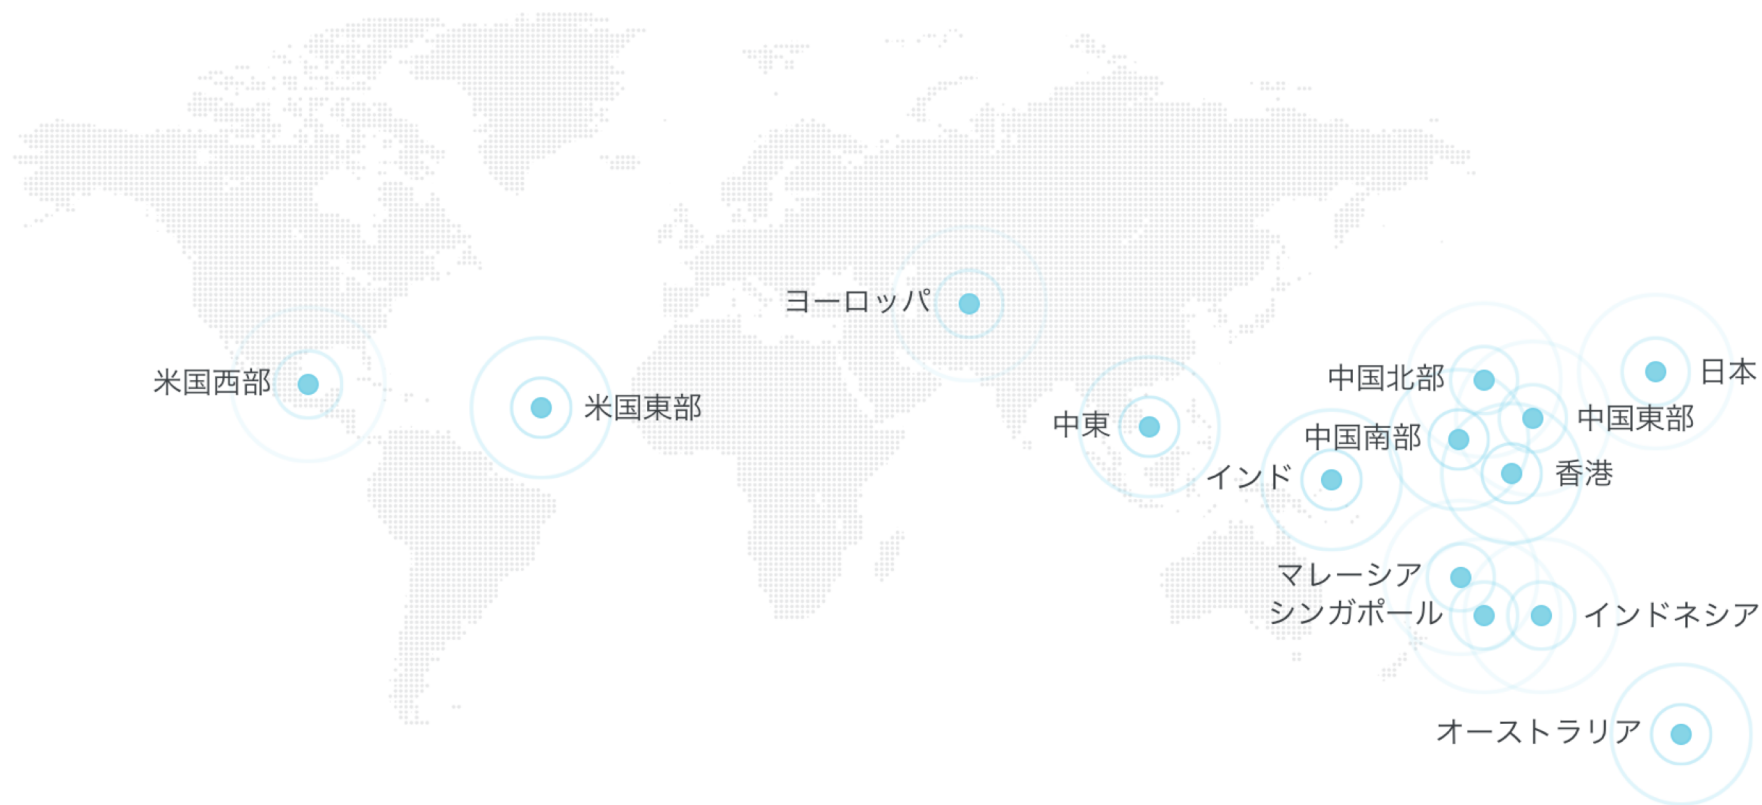 ヨーロッパ
米国西部
米国東部
中東
インド
中国北部
日本
中国東部
中国南部
香港
マレーシア
シンガポール
インドネシア
オーストラリア